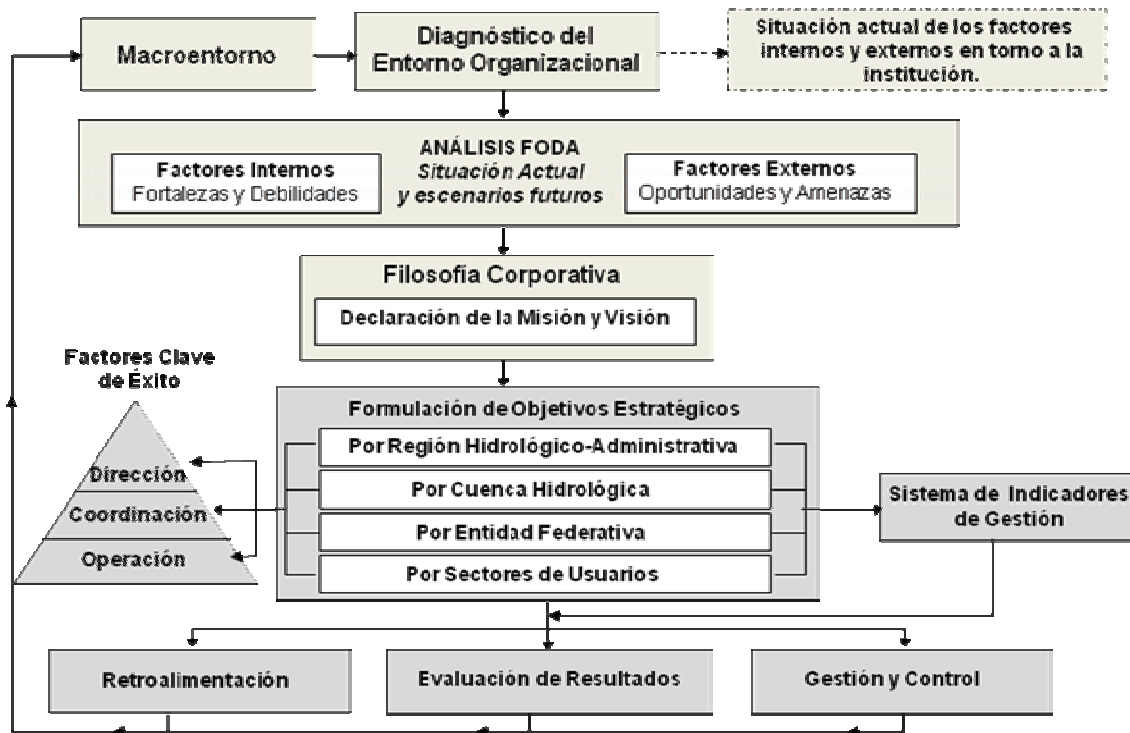 Macroentorno
Diagnóstico del
Entorno Organizacional
Situación actual de los factores
internos y externos en torno a la
institución.
ANÁLISIS FODA
Situación Actual
y escenarios futuros
Factores Internos
Fortalezas y Debilidades
Factores Externos
Oportunidades y Amenazas
Filosofía Corporativa
Declaración de la Misión y Visión
Factores Clave
de Éxito
Dirección
Coordinación
Operación
Formulación de Objetivos Estratégicos
Por Región Hidrológico-Administrativa
Por Cuenca Hidrológica
Por Entidad Federativa
Por Sectores de Usuarios
Sistema de Indicadores
de Gestión
Retroalimentación
Evaluación de Resultados
Gestión y Control